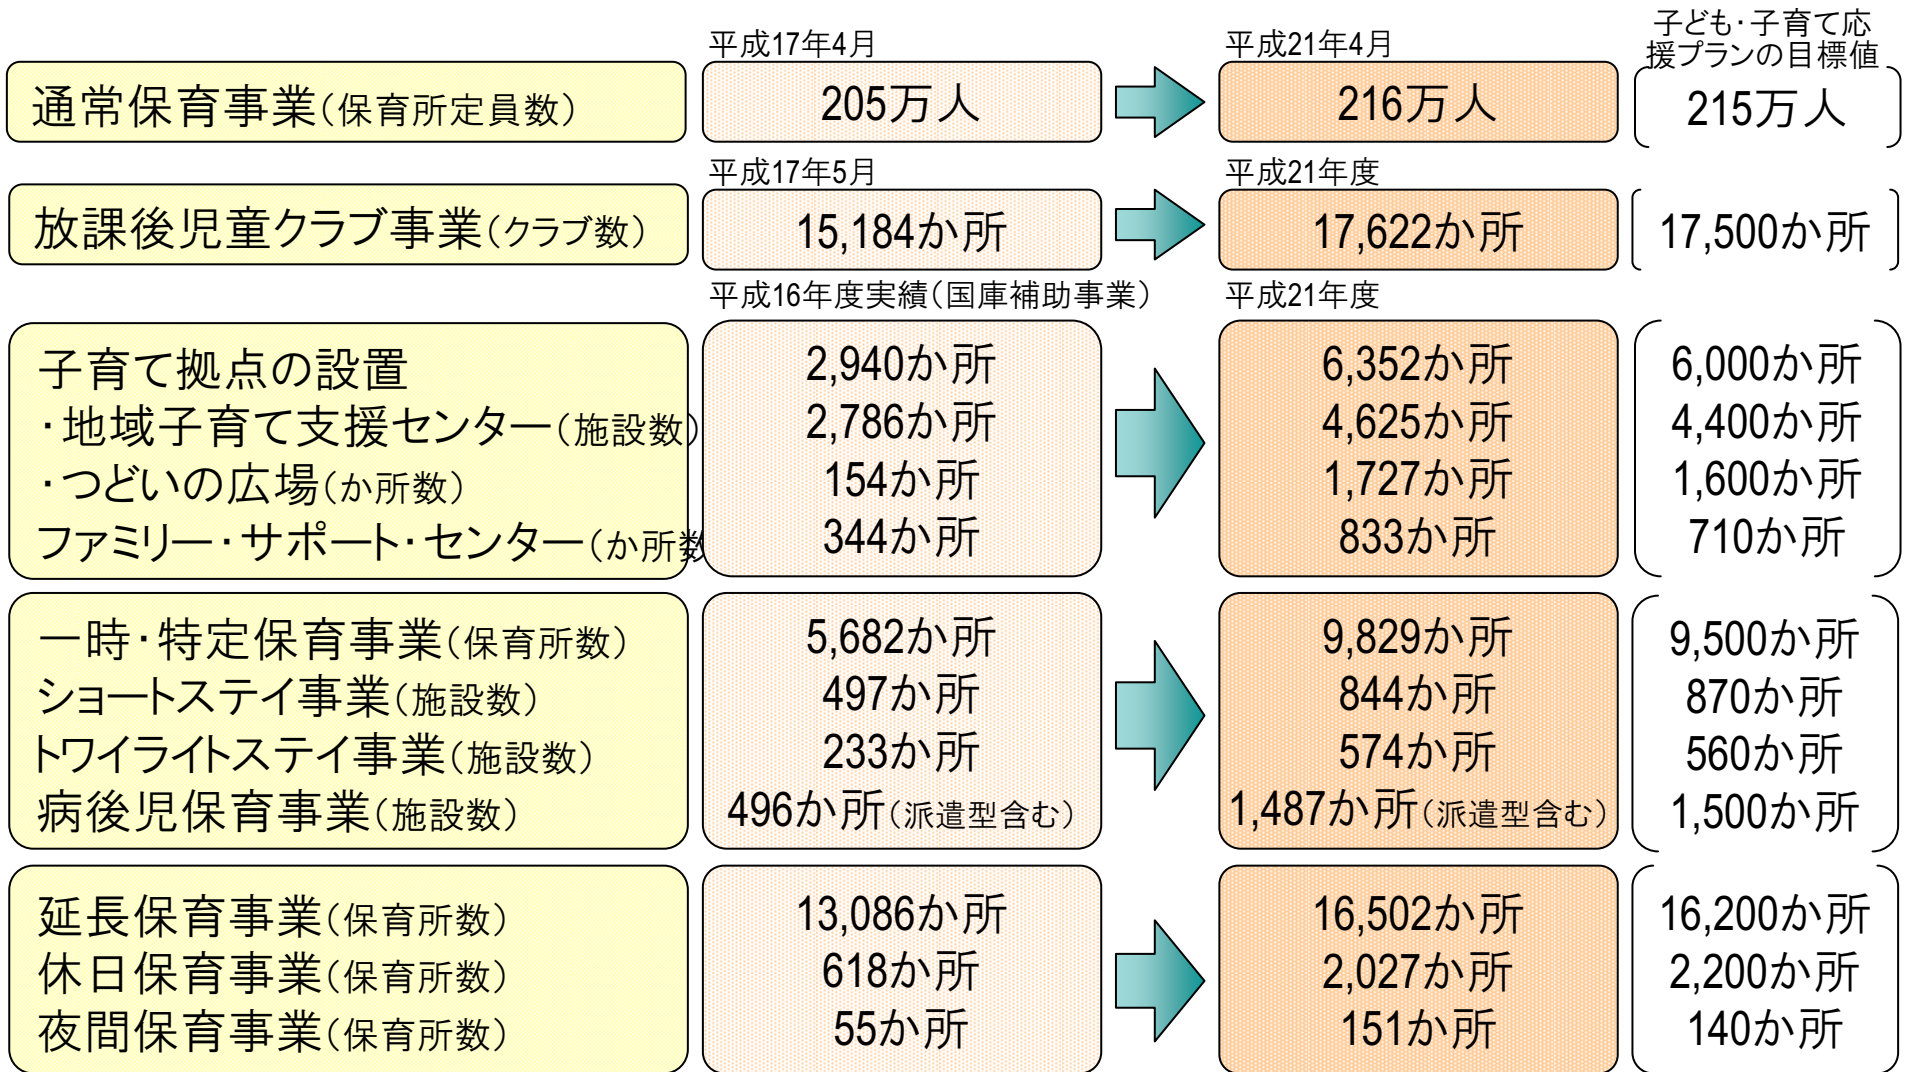 子ども・子育て応
援プランの目標値
平成17年4月
平成21年4月
通常保育事業(保育所定員数)
205万人
216万人
215万人
平成17年5月
平成21年度
放課後児童クラブ事業(クラブ数)
15,184か所
17,622か所
17,500か所
平成16年度実績(国庫補助事業)
平成21年度
子育て拠点の設置
・地域子育て支援センター(施設数)
・つどいの広場(か所数)
ファミリー・サポート・センター(か所数
2,940か所
2,786か所
154か所
344か所
6,352か所
4,625か所
1,727か所
833か所
6,000か所
4,400か所
1,600か所
710か所
一時・特定保育事業(保育所数)
ショートステイ事業(施設数)
トワイライトステイ事業(施設数)
病後児保育事業(施設数)
5,682か所
497か所
233か所
496か所(派遣型含む)
9,829か所
844か所
574か所
1,487か所(派遣型含む)
9,500か所
870か所
560か所
1,500か所
延長保育事業(保育所数)
休日保育事業(保育所数)
夜間保育事業(保育所数)
13,086か所
618か所
55か所
16,502か所
2,027か所
151か所
16,200か所
2,200か所
140か所